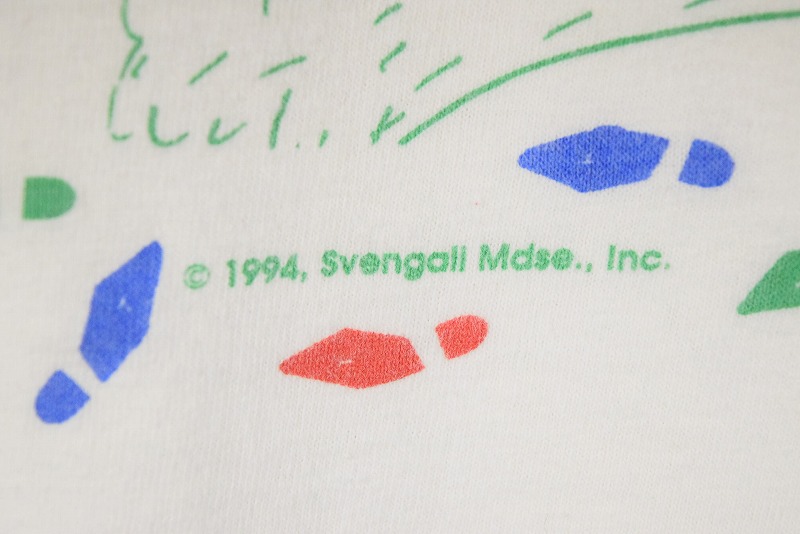 © 1994, Svengali Mdse., Inc.